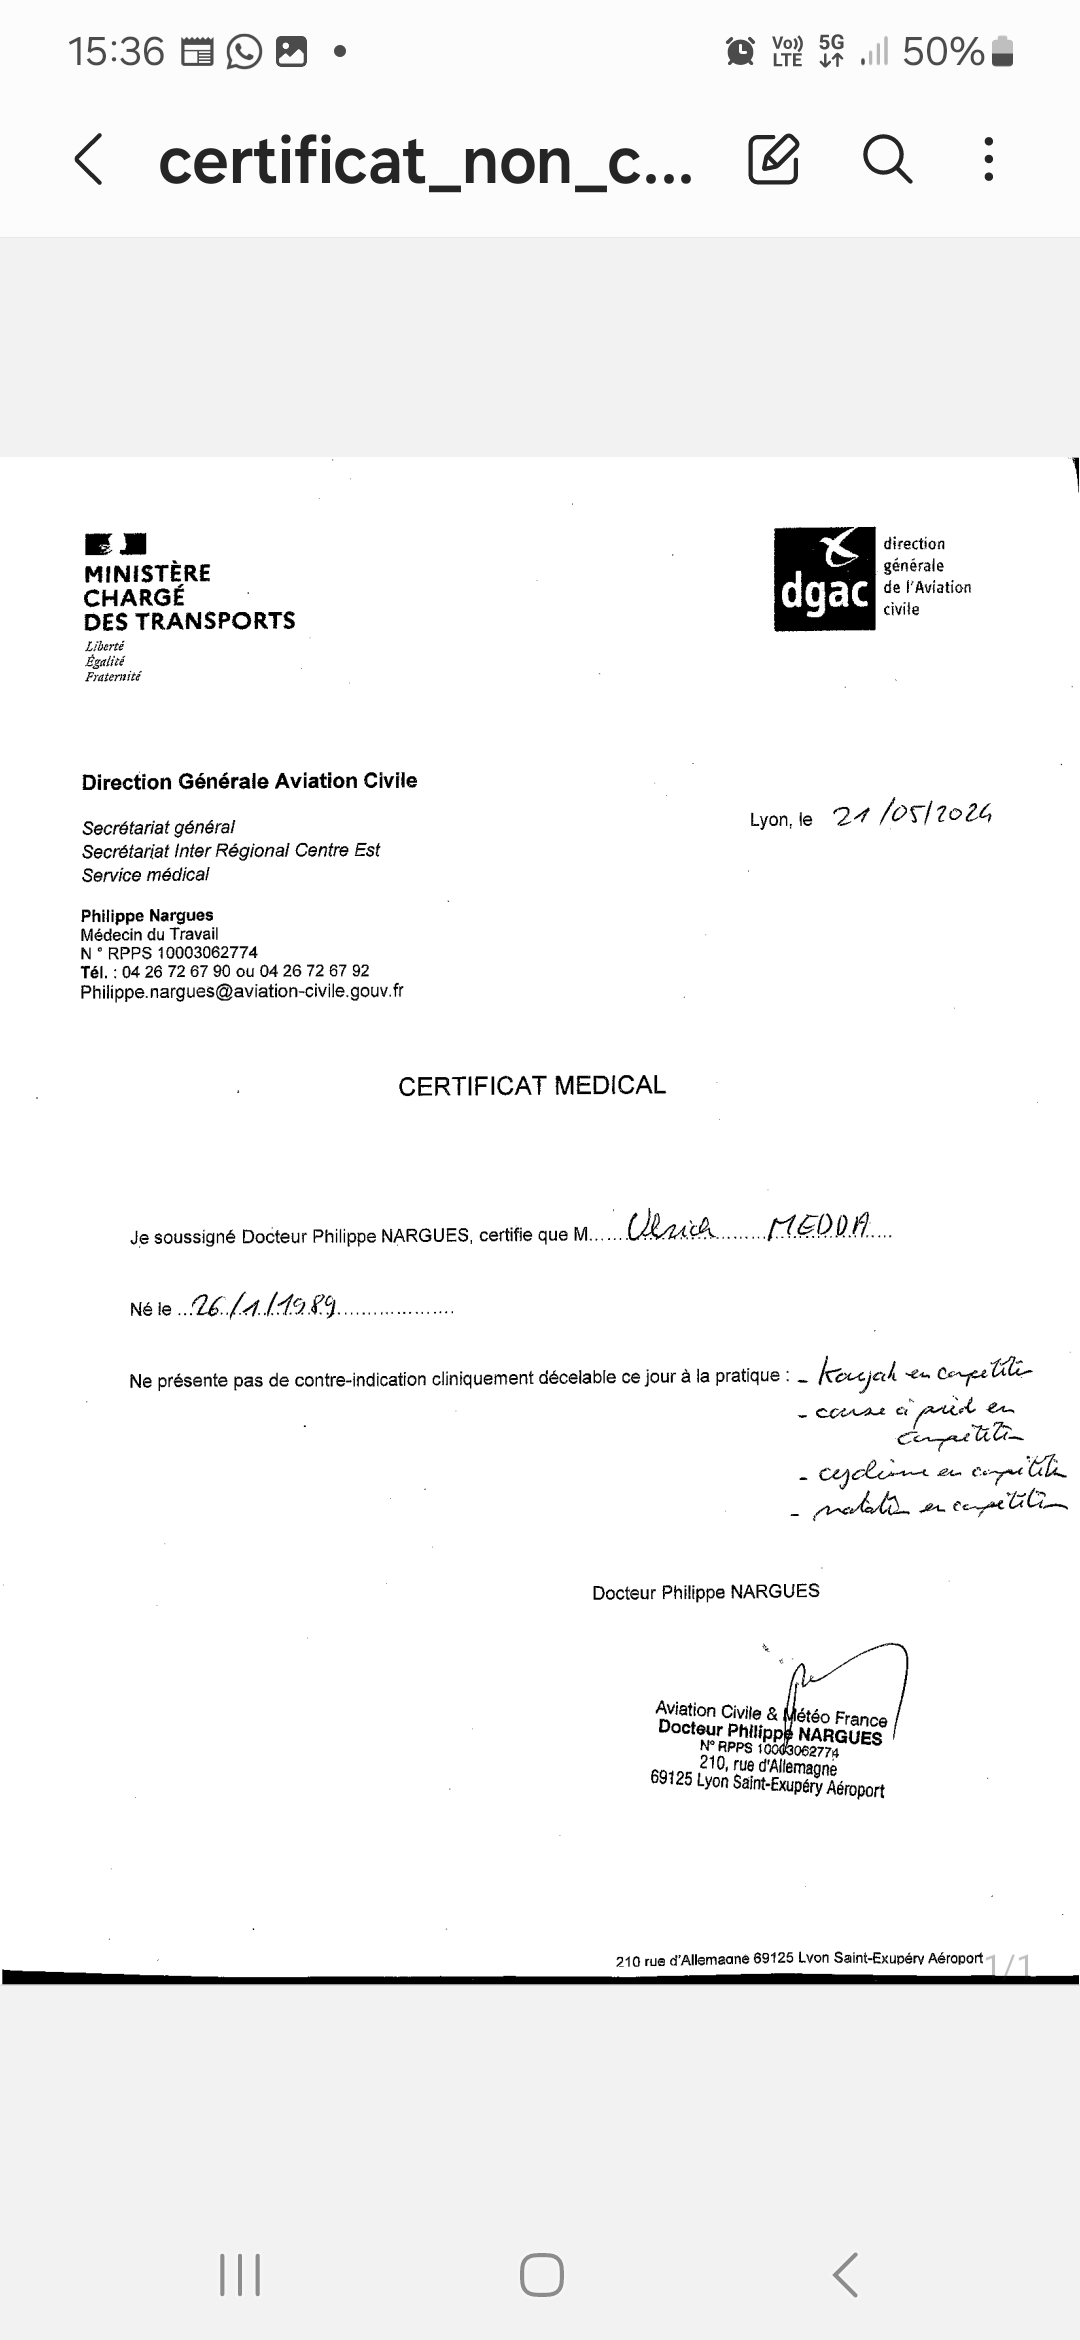 15:36
Vo))
LTE
5G
50%
certificat_non_c...
MINISTÈRE
CHARGÉ
DES TRANSPORTS
Liberté
Égalité
Fraternité
dgac
direction
générale
de l'Aviation
civile
Direction Générale Aviation Civile
Lyon, le 21/05/2024
Secrétariat général
Secrétariat Inter Régional Centre Est
Service médical
Philippe Nargues
Médecin du Travail
N ° RPPS 10003062774
Tél. : 04 26 72 67 90 ou 04 26 72 67 92
Philippe.nargues@aviation-civile.gouv.fr
CERTIFICAT MEDICAL
Je soussigné Docteur Philippe NARGUES, certifie que M...... Ulrich ........ MEDDA ....
Né le ...26/1/1989....................
Ne présente pas de contre-indication cliniquement décelable ce jour à la pratique : - en compétition
- course à pied en
compétition
- cyclisme en compétition
- natation en compétition
Docteur Philippe NARGUES
Aviation Civile & Météo France
Docteur Philippe NARGUES
N° RPPS 10003062774
210, rue d'Allemagne
69125 Lyon Saint-Exupéry Aéroport
210 rue d'Allemagne 69125 Lyon Saint-Exupéry Aéroport
1/1